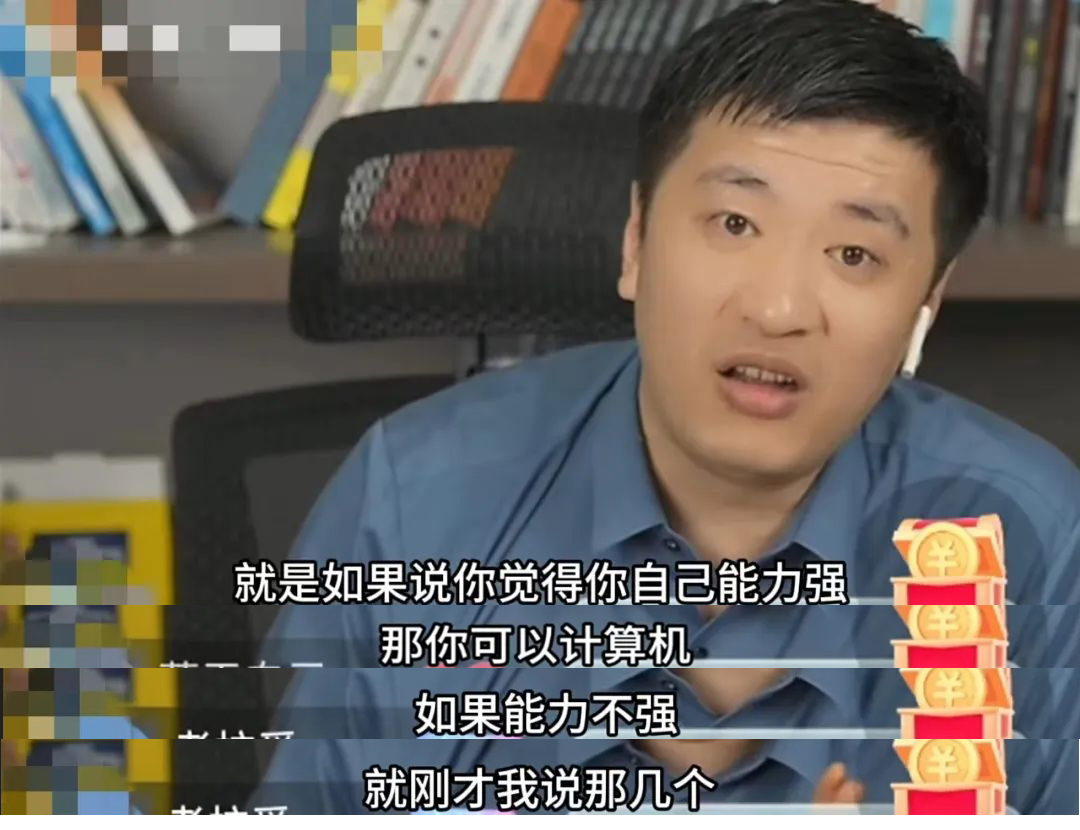 就是如果说你觉得你自己能力强
那你可以计算机
如果能力不强
就刚才我说那几个